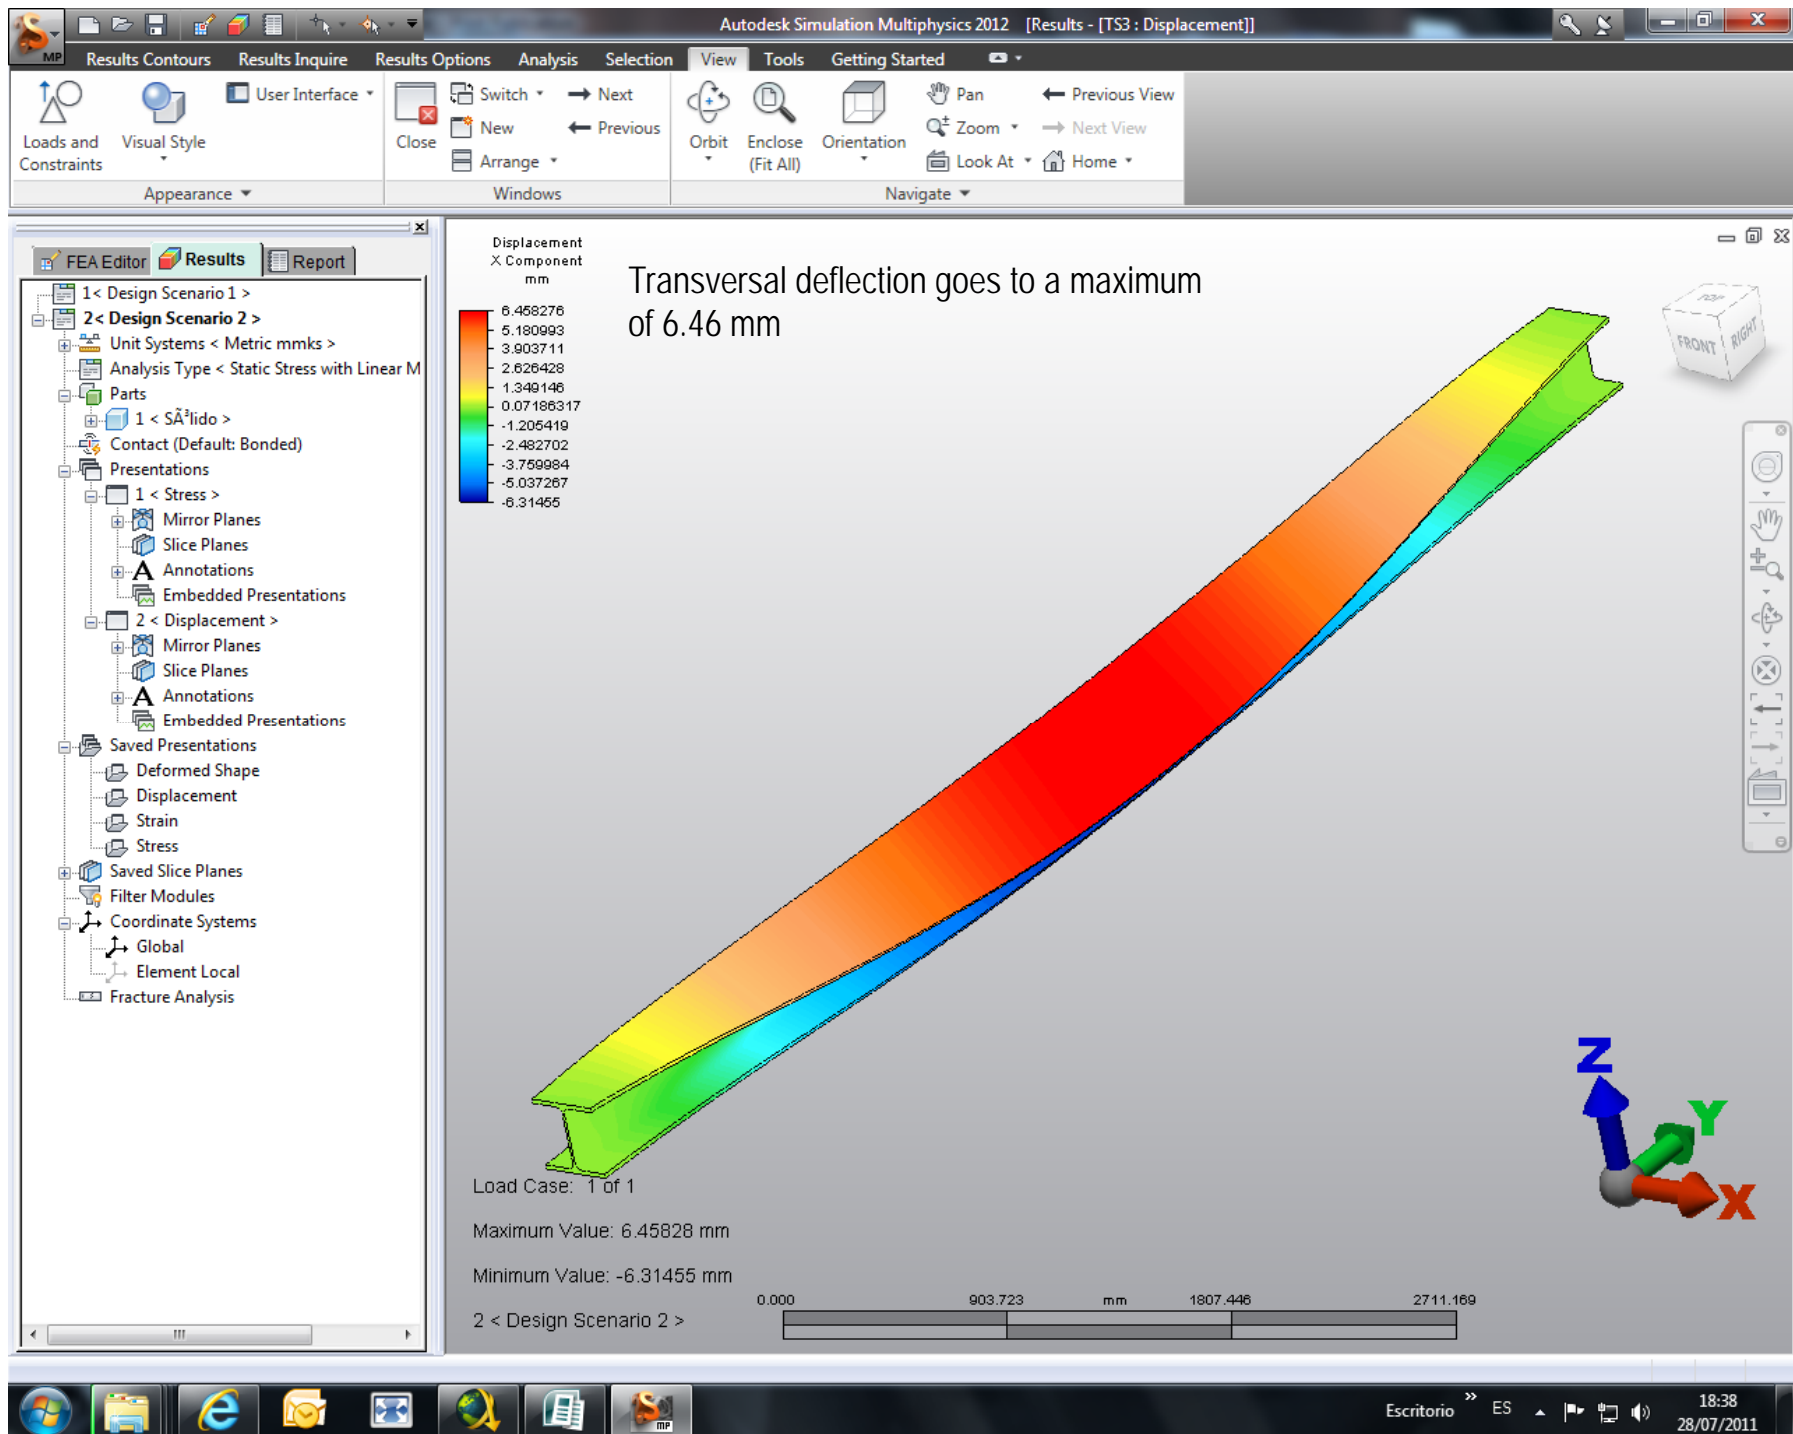 Autodesk Simulation Multiphysics 2012 [Results - [TS3 : Displacement]]
MP
Results Contours Results Inquire Results Options Analysis Selection View Tools Getting Started
Loads and Constraints
Visual Style
User Interface
Appearance
Close
Switch
New
Arrange
Next
Previous
Windows
Orbit
Enclose (Fit All)
Orientation
Pan
Zoom
Look At
Previous View
Next View
Home
Navigate
FEA Editor Results Report
1< Design Scenario 1 >
2< Design Scenario 2 >
Unit Systems < Metric mmks >
Analysis Type < Static Stress with Linear M
Parts
1 < SÃ³lido >
Contact (Default: Bonded)
Presentations
1 < Stress >
Mirror Planes
Slice Planes
A Annotations
Embedded Presentations
2 < Displacement >
Mirror Planes
Slice Planes
A Annotations
Embedded Presentations
Saved Presentations
Deformed Shape
Displacement
Strain
Stress
Saved Slice Planes
Filter Modules
Coordinate Systems
Global
Element Local
Fracture Analysis
Displacement
X Component
mm
6.458276
5.180993
3.903711
2.626428
1.349146
0.07186317
-1.205419
-2.482702
-3.759984
-5.037267
-6.31455
Transversal deflection goes to a maximum
of 6.46 mm
TOP
FRONT
RIGHT
Z
Y
X
Load Case: 1 of 1
Maximum Value: 6.45828 mm
Minimum Value: -6.31455 mm
2 < Design Scenario 2 >
0.000 903.723 mm 1807.446 2711.169
MP
Escritorio
ES
18:38
28/07/2011